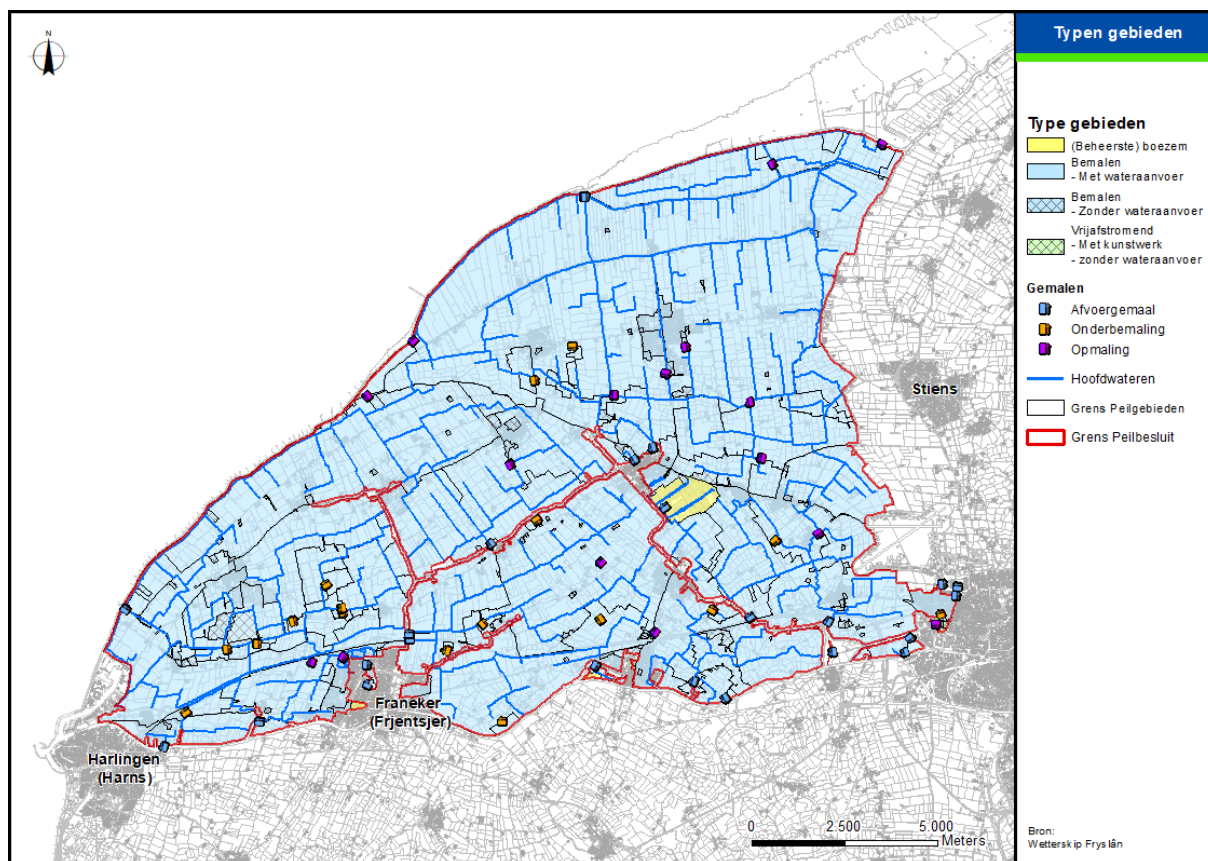 N
Typen gebieden
Type gebieden
(Beheerste) boezem
Bemalen
- Met wateraanvoer
Bemalen
- Zonder wateraanvoer
Vrijafstromend
- Met kunstwerk
- zonder wateraanvoer
Gemalen
Afvoergemaal
Onderbemaling
Opmaling
Hoofdwateren
Grens Peilgebieden
Grens Peilbesluit
Stiens
Franeker
(Frjentsjer)
Harlingen
(Harns)
0 2.500 5.000
Meters
Bron:
Wetterskip Fryslân